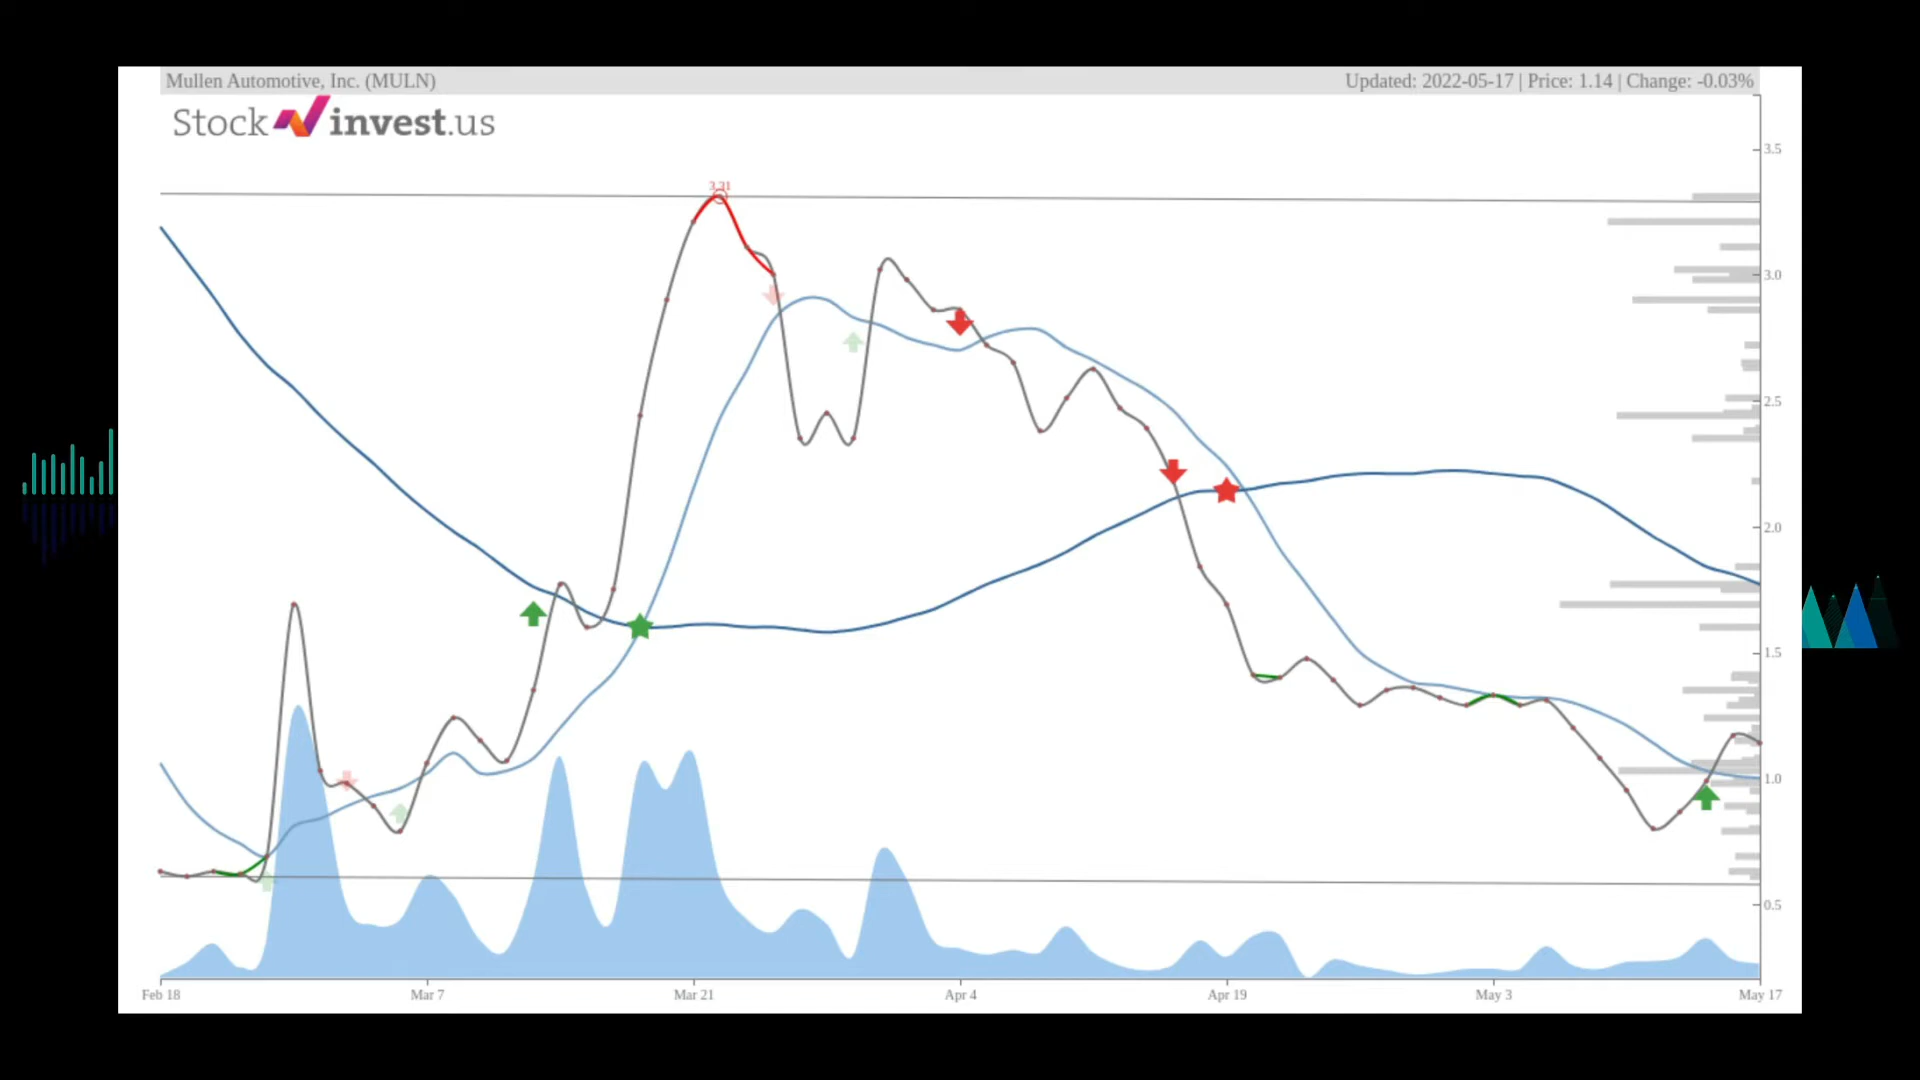 Mullen Automotive, Inc. (MULN)
Updated: 2022-05-17 | Price: 1.14 | Change: -0.03%
Stock invest.us
3.5
3.31
3.0
2.5
2.0
1.5
1.0
0.5
Feb 18
Mar 7
Mar 21
Apr 4
Apr 19
May 3
May 17